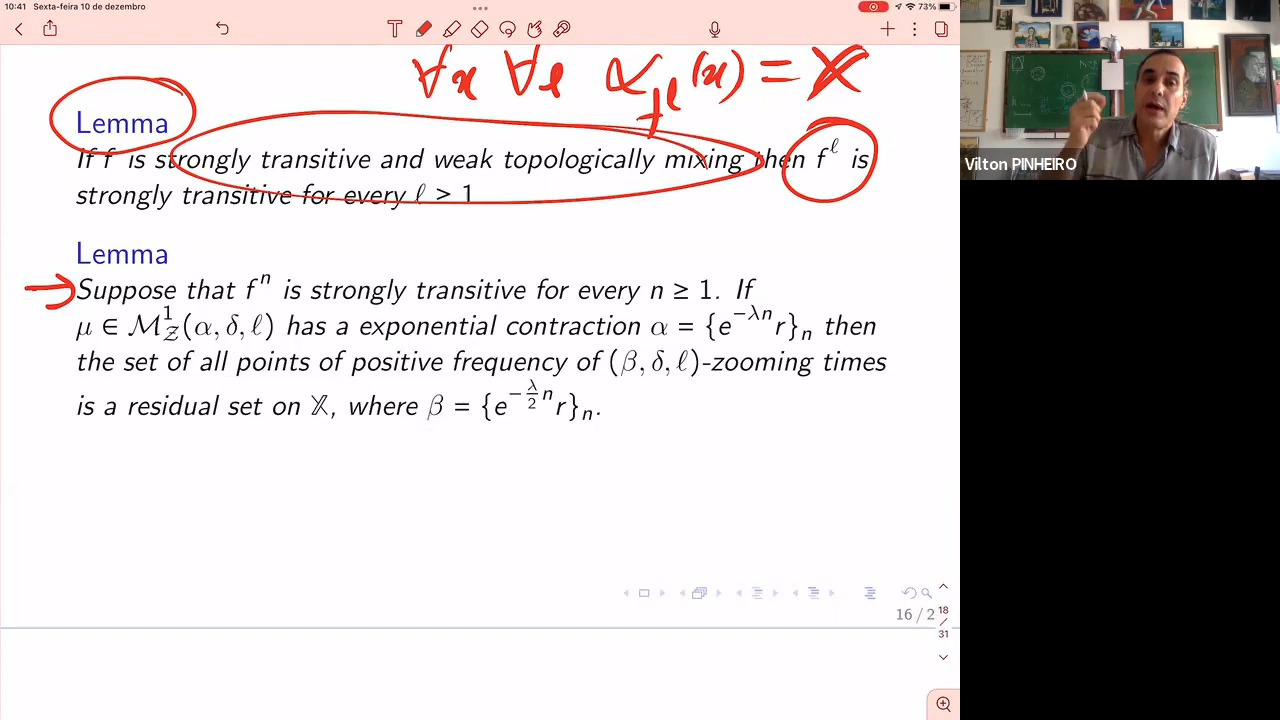 10:41 Sexta-feira 10 de dezembro
73%
∀x ∀ℓ α_{f^ℓ}(x) = 𝕏
Lemma
If f is strongly transitive and weak topologically mixing then f^ℓ is
strongly transitive for every ℓ ≥ 1
Vilton PINHEIRO
Lemma
→ Suppose that f^n is strongly transitive for every n ≥ 1. If
μ ∈ ℳ^1_𝒵(α, δ, ℓ) has a exponential contraction α = {e^{-λn}r}_n then
the set of all points of positive frequency of (β, δ, ℓ)-zooming times
is a residual set on 𝕏, where β = {e^{-\frac{λ}{2}n}r}_n.
16 / 2
18
/
31